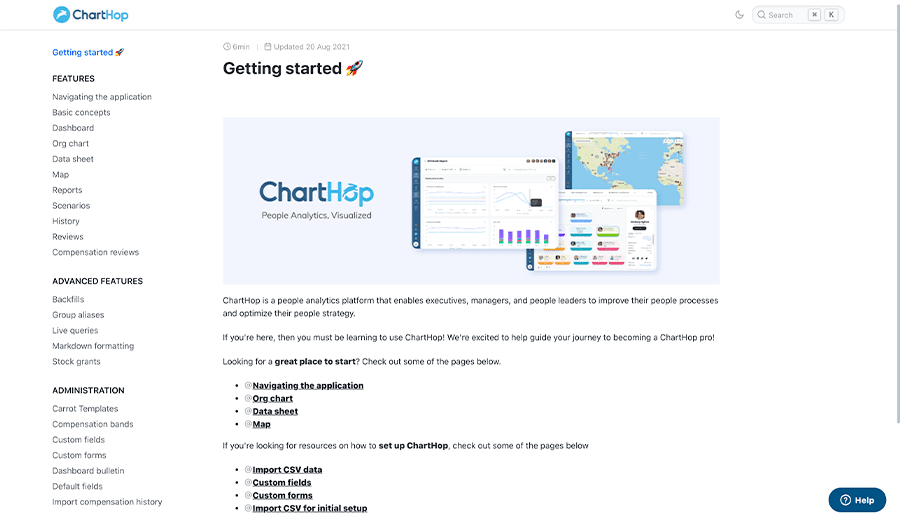 ChartHop
Search ⌘ K
Getting started 🚀
FEATURES
Navigating the application
Basic concepts
Dashboard
Org chart
Data sheet
Map
Reports
Scenarios
History
Reviews
Compensation reviews
ADVANCED FEATURES
Backfills
Group aliases
Live queries
Markdown formatting
Stock grants
ADMINISTRATION
Carrot Templates
Compensation bands
Custom fields
Custom forms
Dashboard bulletin
Default fields
Import compensation history
6min | Updated 20 Aug 2021
Getting started 🚀
ChartHop
People Analytics, Visualized
ChartHop is a people analytics platform that enables executives, managers, and people leaders to improve their people processes
and optimize their people strategy.
If you're here, then you must be learning to use ChartHop! We're excited to help guide your journey to becoming a ChartHop pro!
Looking for a great place to start? Check out some of the pages below.
• @Navigating the application
• @Org chart
• @Data sheet
• @Map
If you're looking for resources on how to set up ChartHop, check out some of the pages below
• @Import CSV data
• @Custom fields
• @Custom forms
• @Import CSV for initial setup
Help